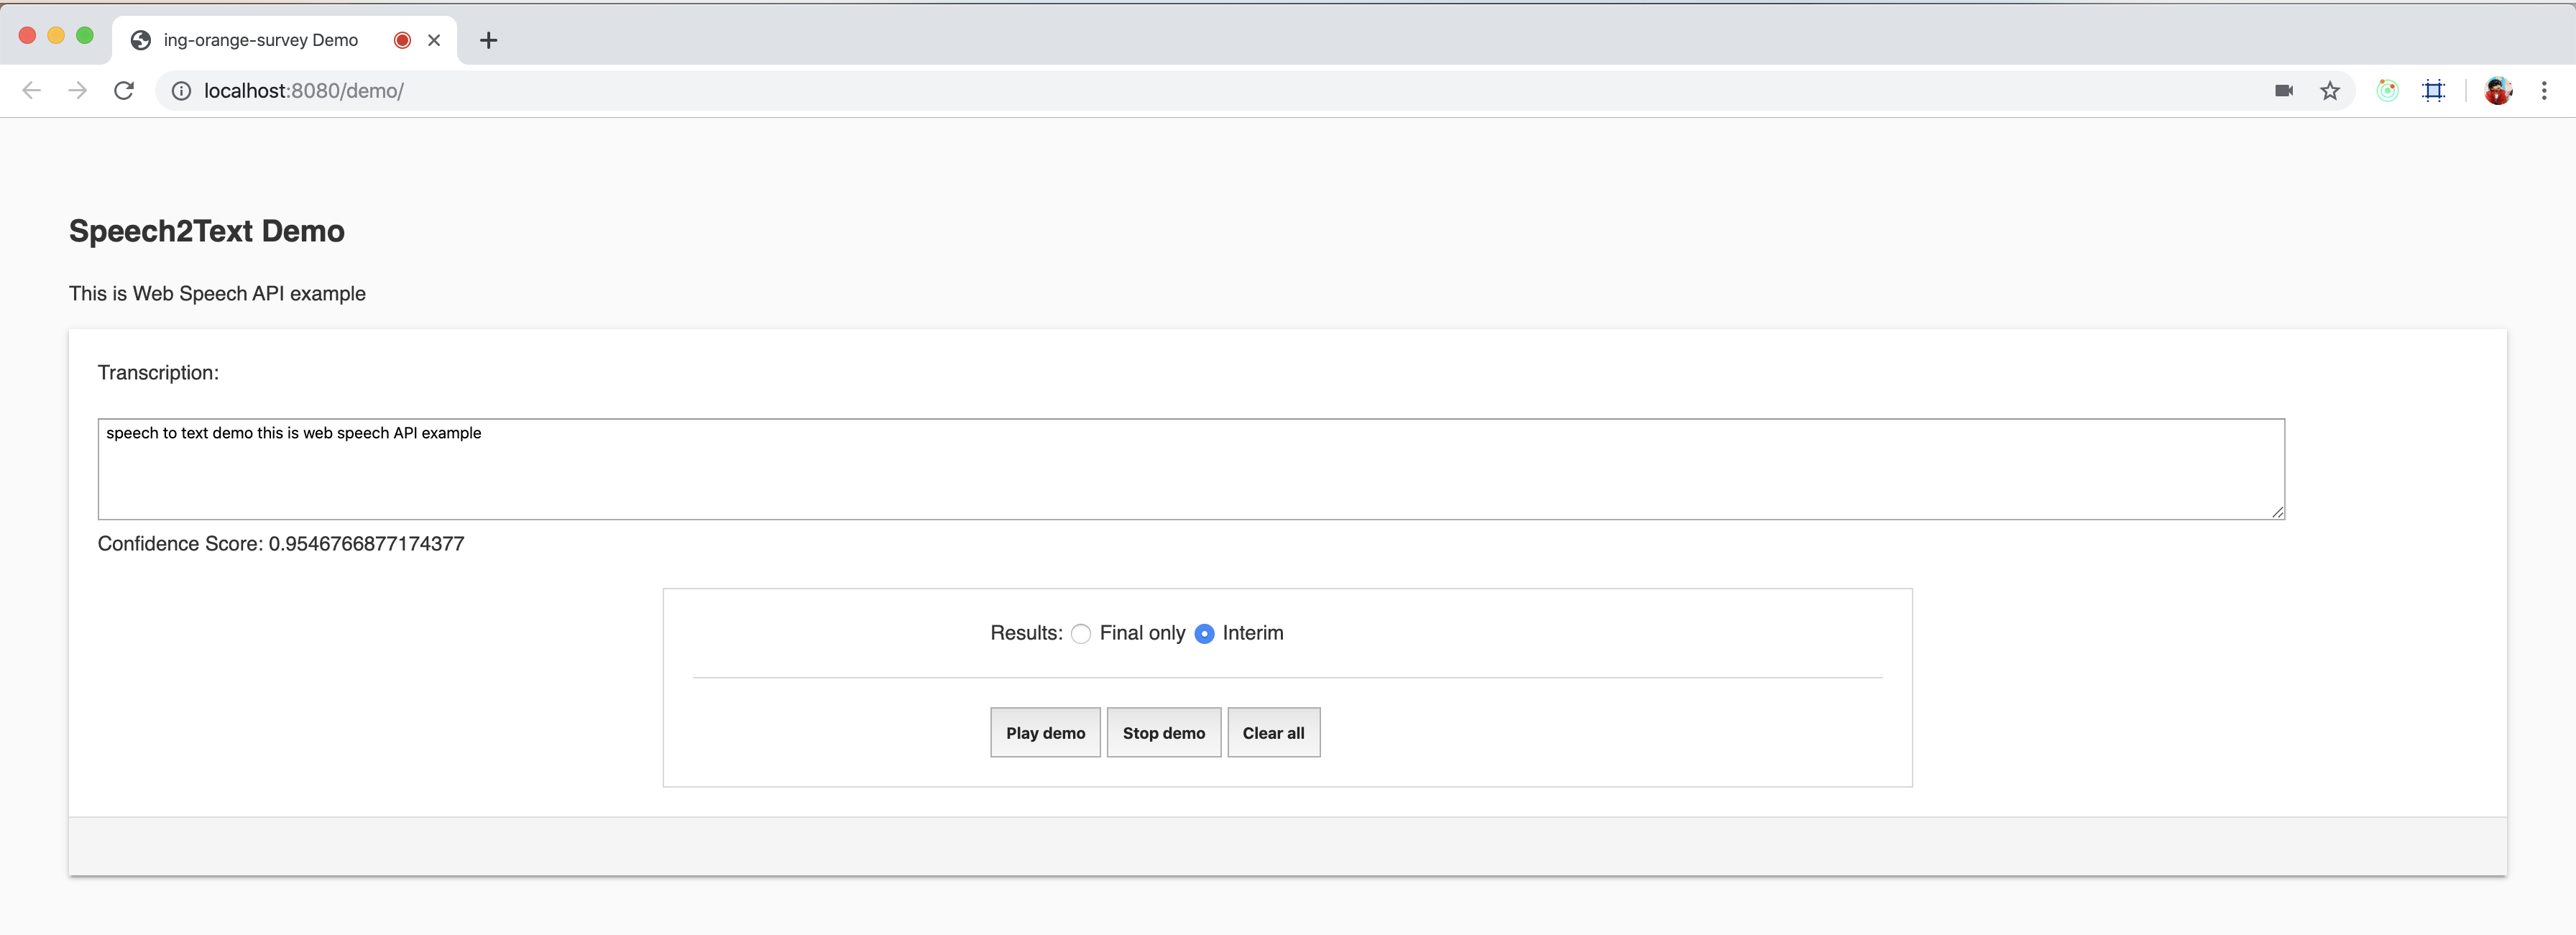 ing-orange-survey Demo
localhost:8080/demo/
Speech2Text Demo
This is Web Speech API example
Transcription:
speech to text demo this is web speech API example
Confidence Score: 0.9546766877174377
Results: Final only Interim
Play demo Stop demo Clear all